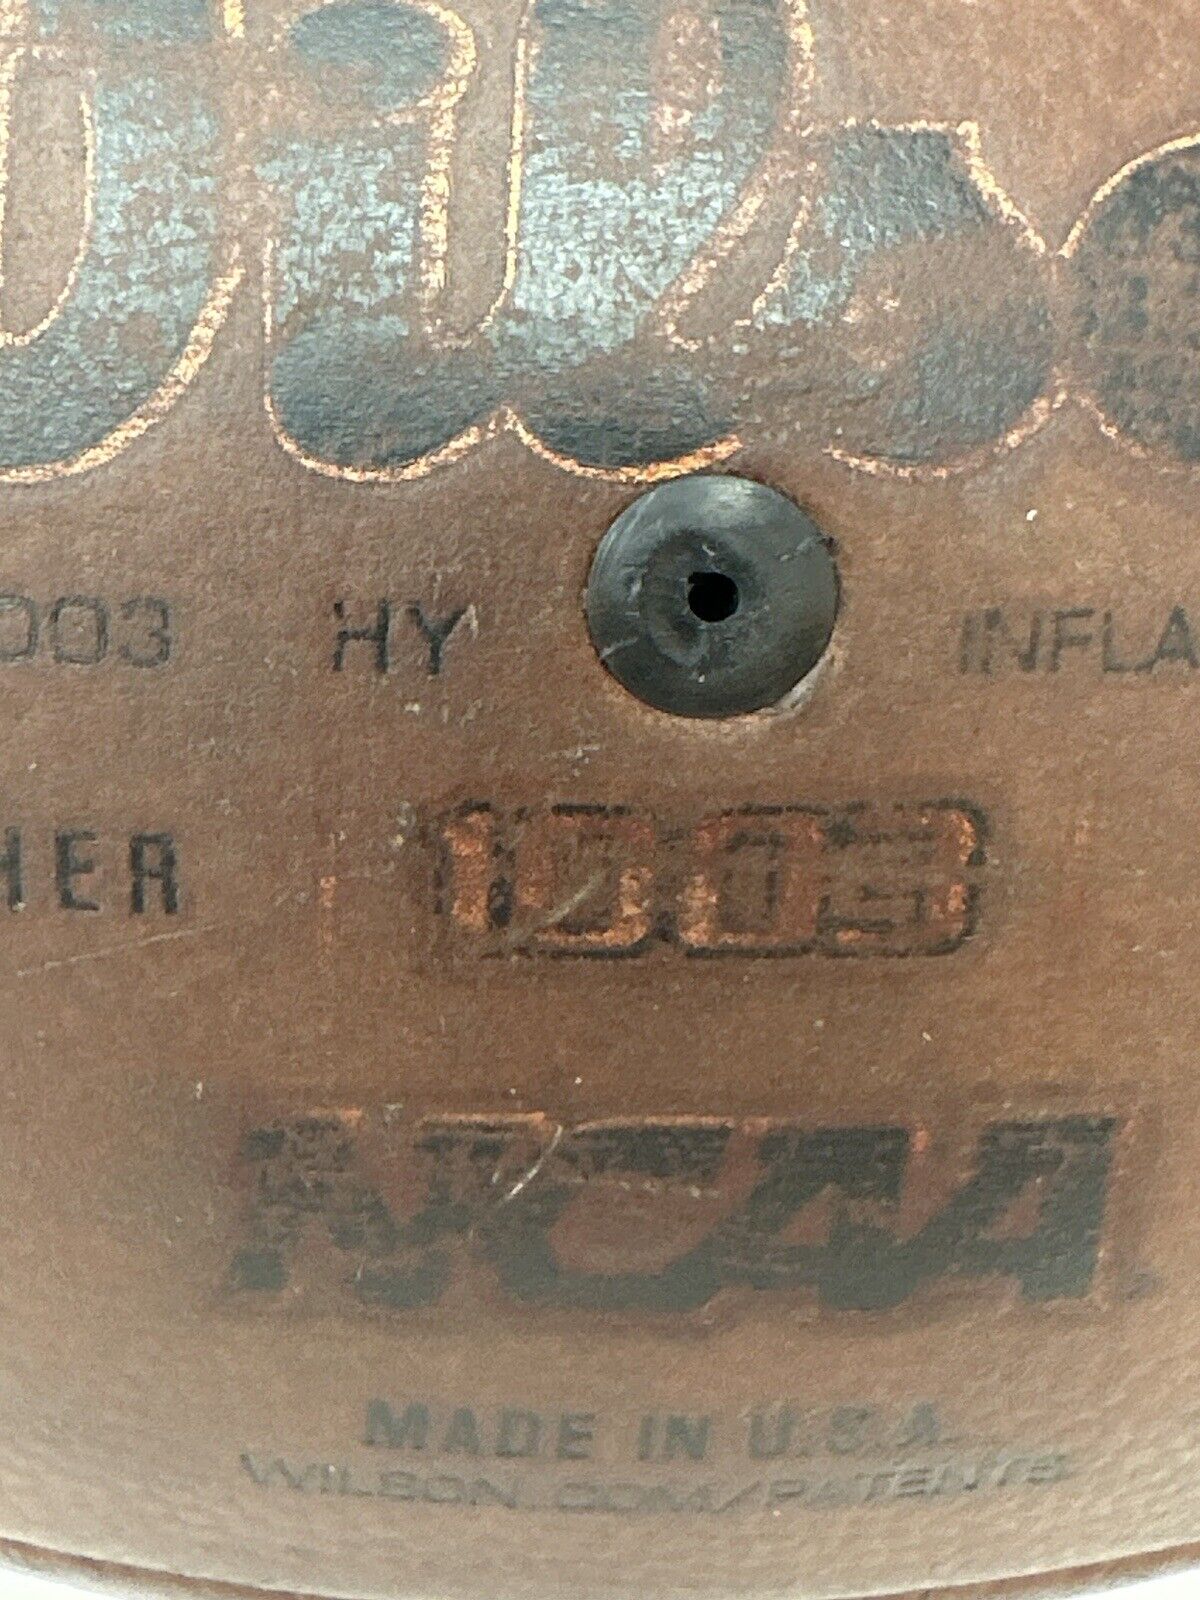 003 HY INFLA
HER 1003
NCAA
MADE IN U.S.A.
WILSON.COM/PATENTS